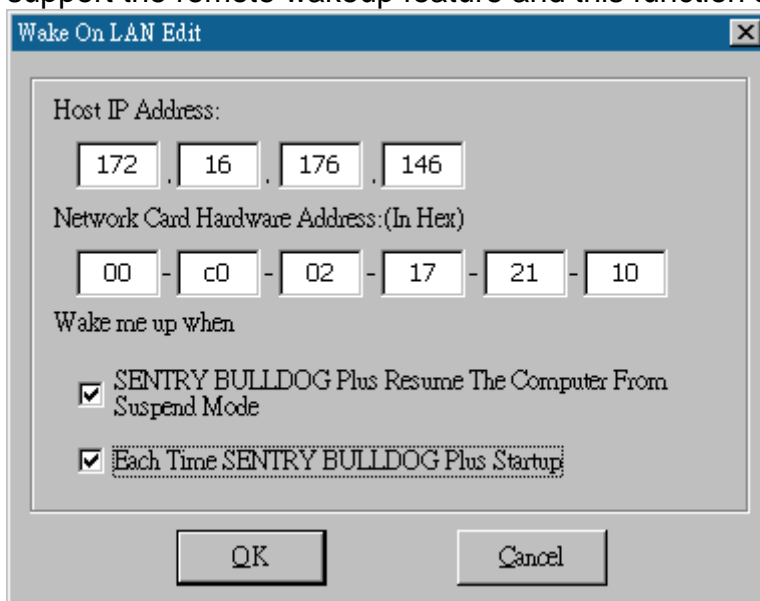 support the remote wakeup feature and this function
Wake On LAN Edit
Host IP Address:
172 . 16 . 176 . 146
Network Card Hardware Address:(In Hex)
00 - c0 - 02 - 17 - 21 - 10
Wake me up when
SENTRY BULLDOG Plus Resume The Computer From
Suspend Mode
Each Time SENTRY BULLDOG Plus Startup
OK Cancel